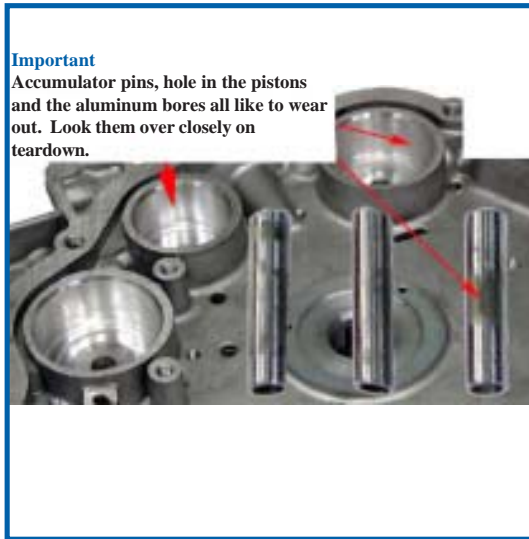 Important
Accumulator pins, hole in the pistons
and the aluminum bores all like to wear
out. Look them over closely on
teardown.